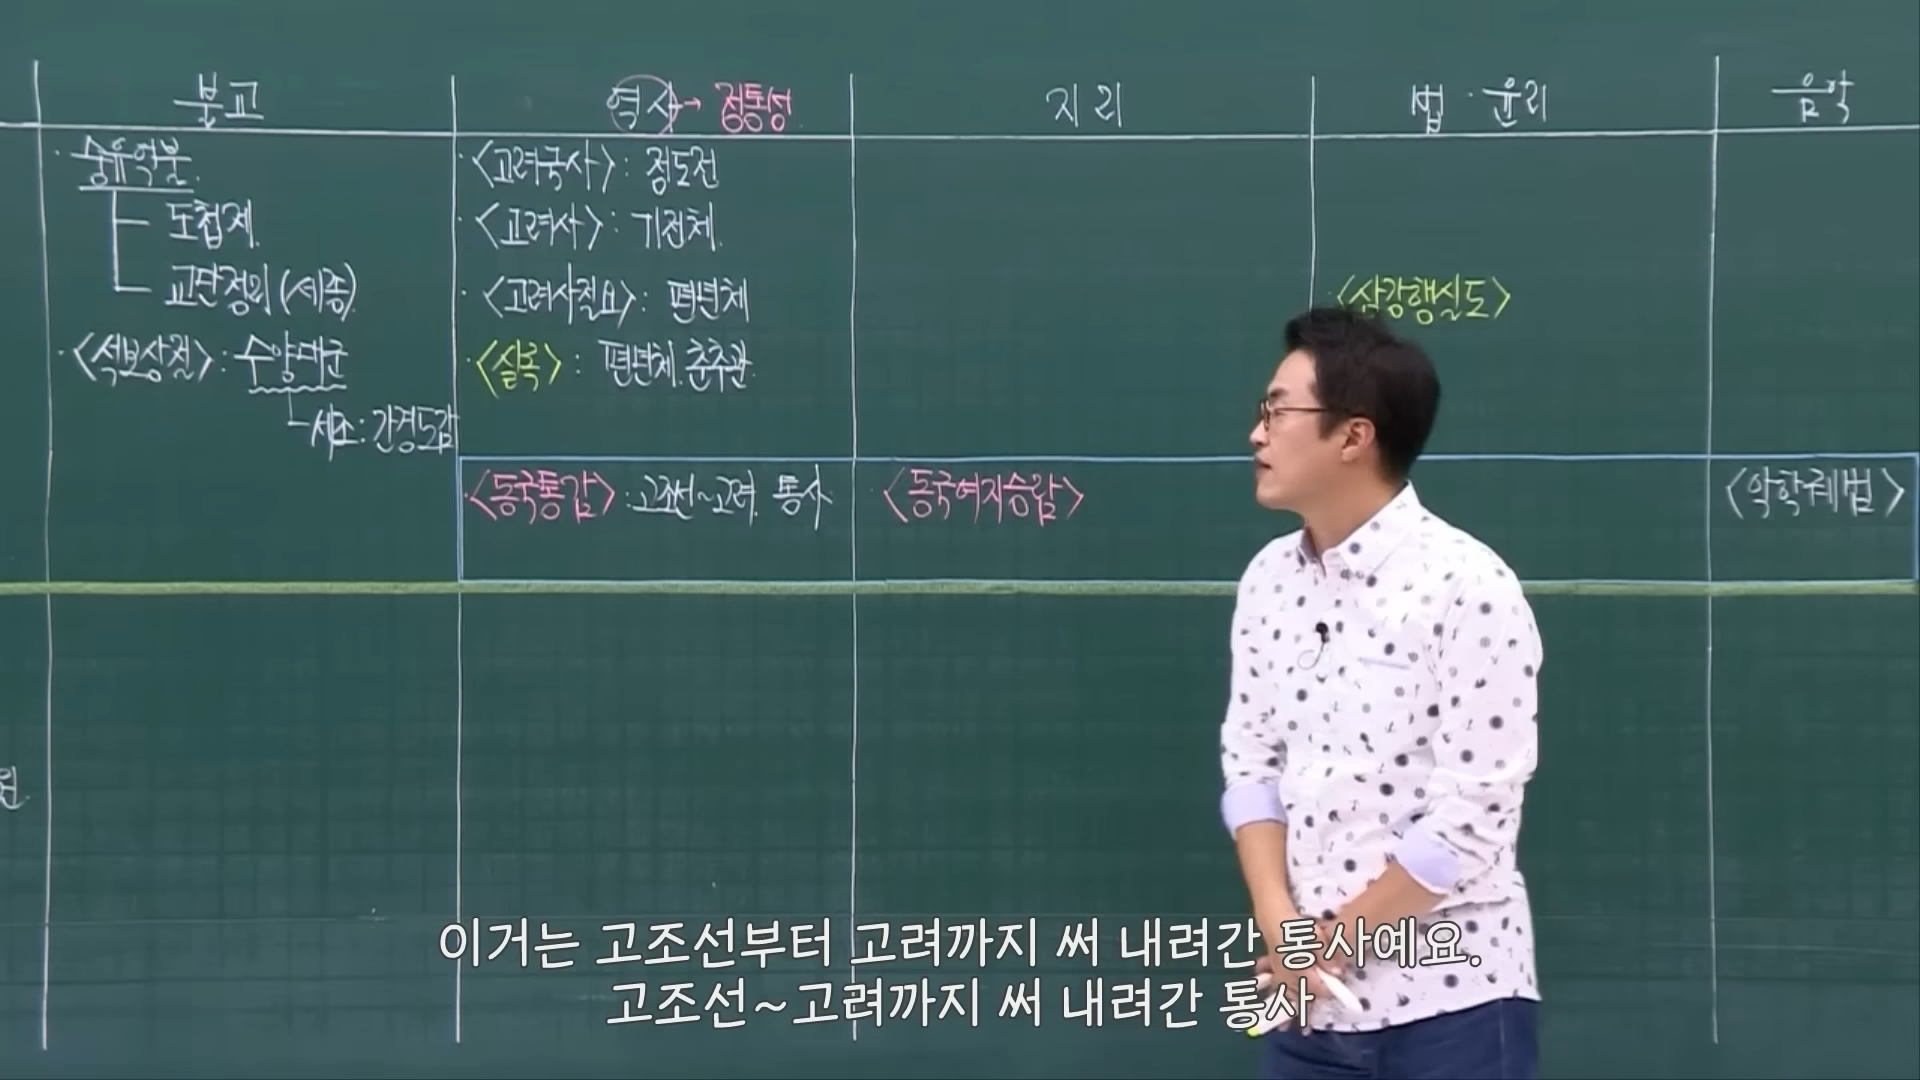 불교
역사 → 정통성
지리
법·윤리
음악
· 숭유억불.
도첩제.
교단정리(세종)
· <석보상절> : 수양대군
세조 : 간경도감
· <고려국사> : 정도전
· <고려사> : 기전체.
· <고려사절요> : 편년체
· <실록> : 편년체. 춘추관.
· <동국통감> : 고조선~고려. 통사.
<동국여지승람>
<삼강행실도>
<악학궤범>
이거는 고조선부터 고려까지 써 내려간 통사예요.
고조선~고려까지 써 내려간 통사